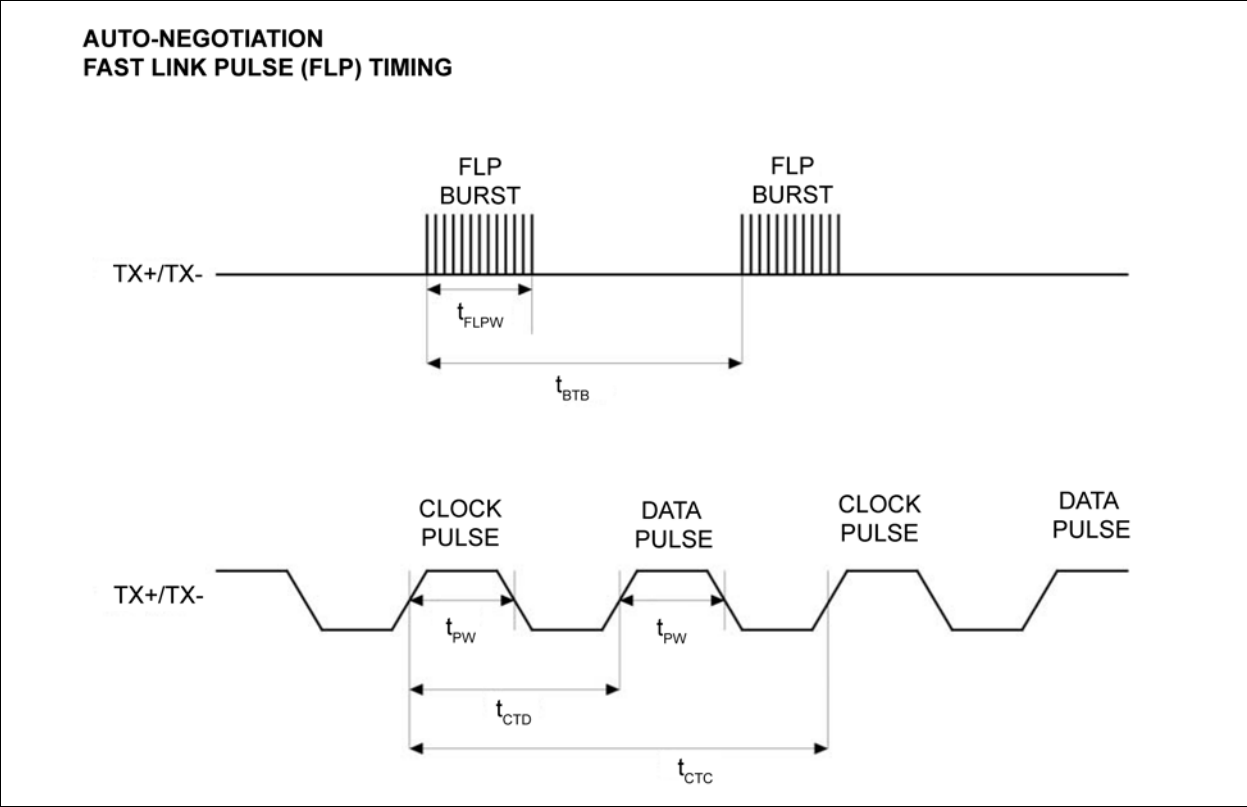 AUTO-NEGOTIATION
FAST LINK PULSE (FLP) TIMING
FLP
BURST
FLP
BURST
TX+/TX-
tFLPW
tBTB
CLOCK
PULSE
DATA
PULSE
CLOCK
PULSE
DATA
PULSE
TX+/TX-
tPW
tPW
tCTD
tCTC